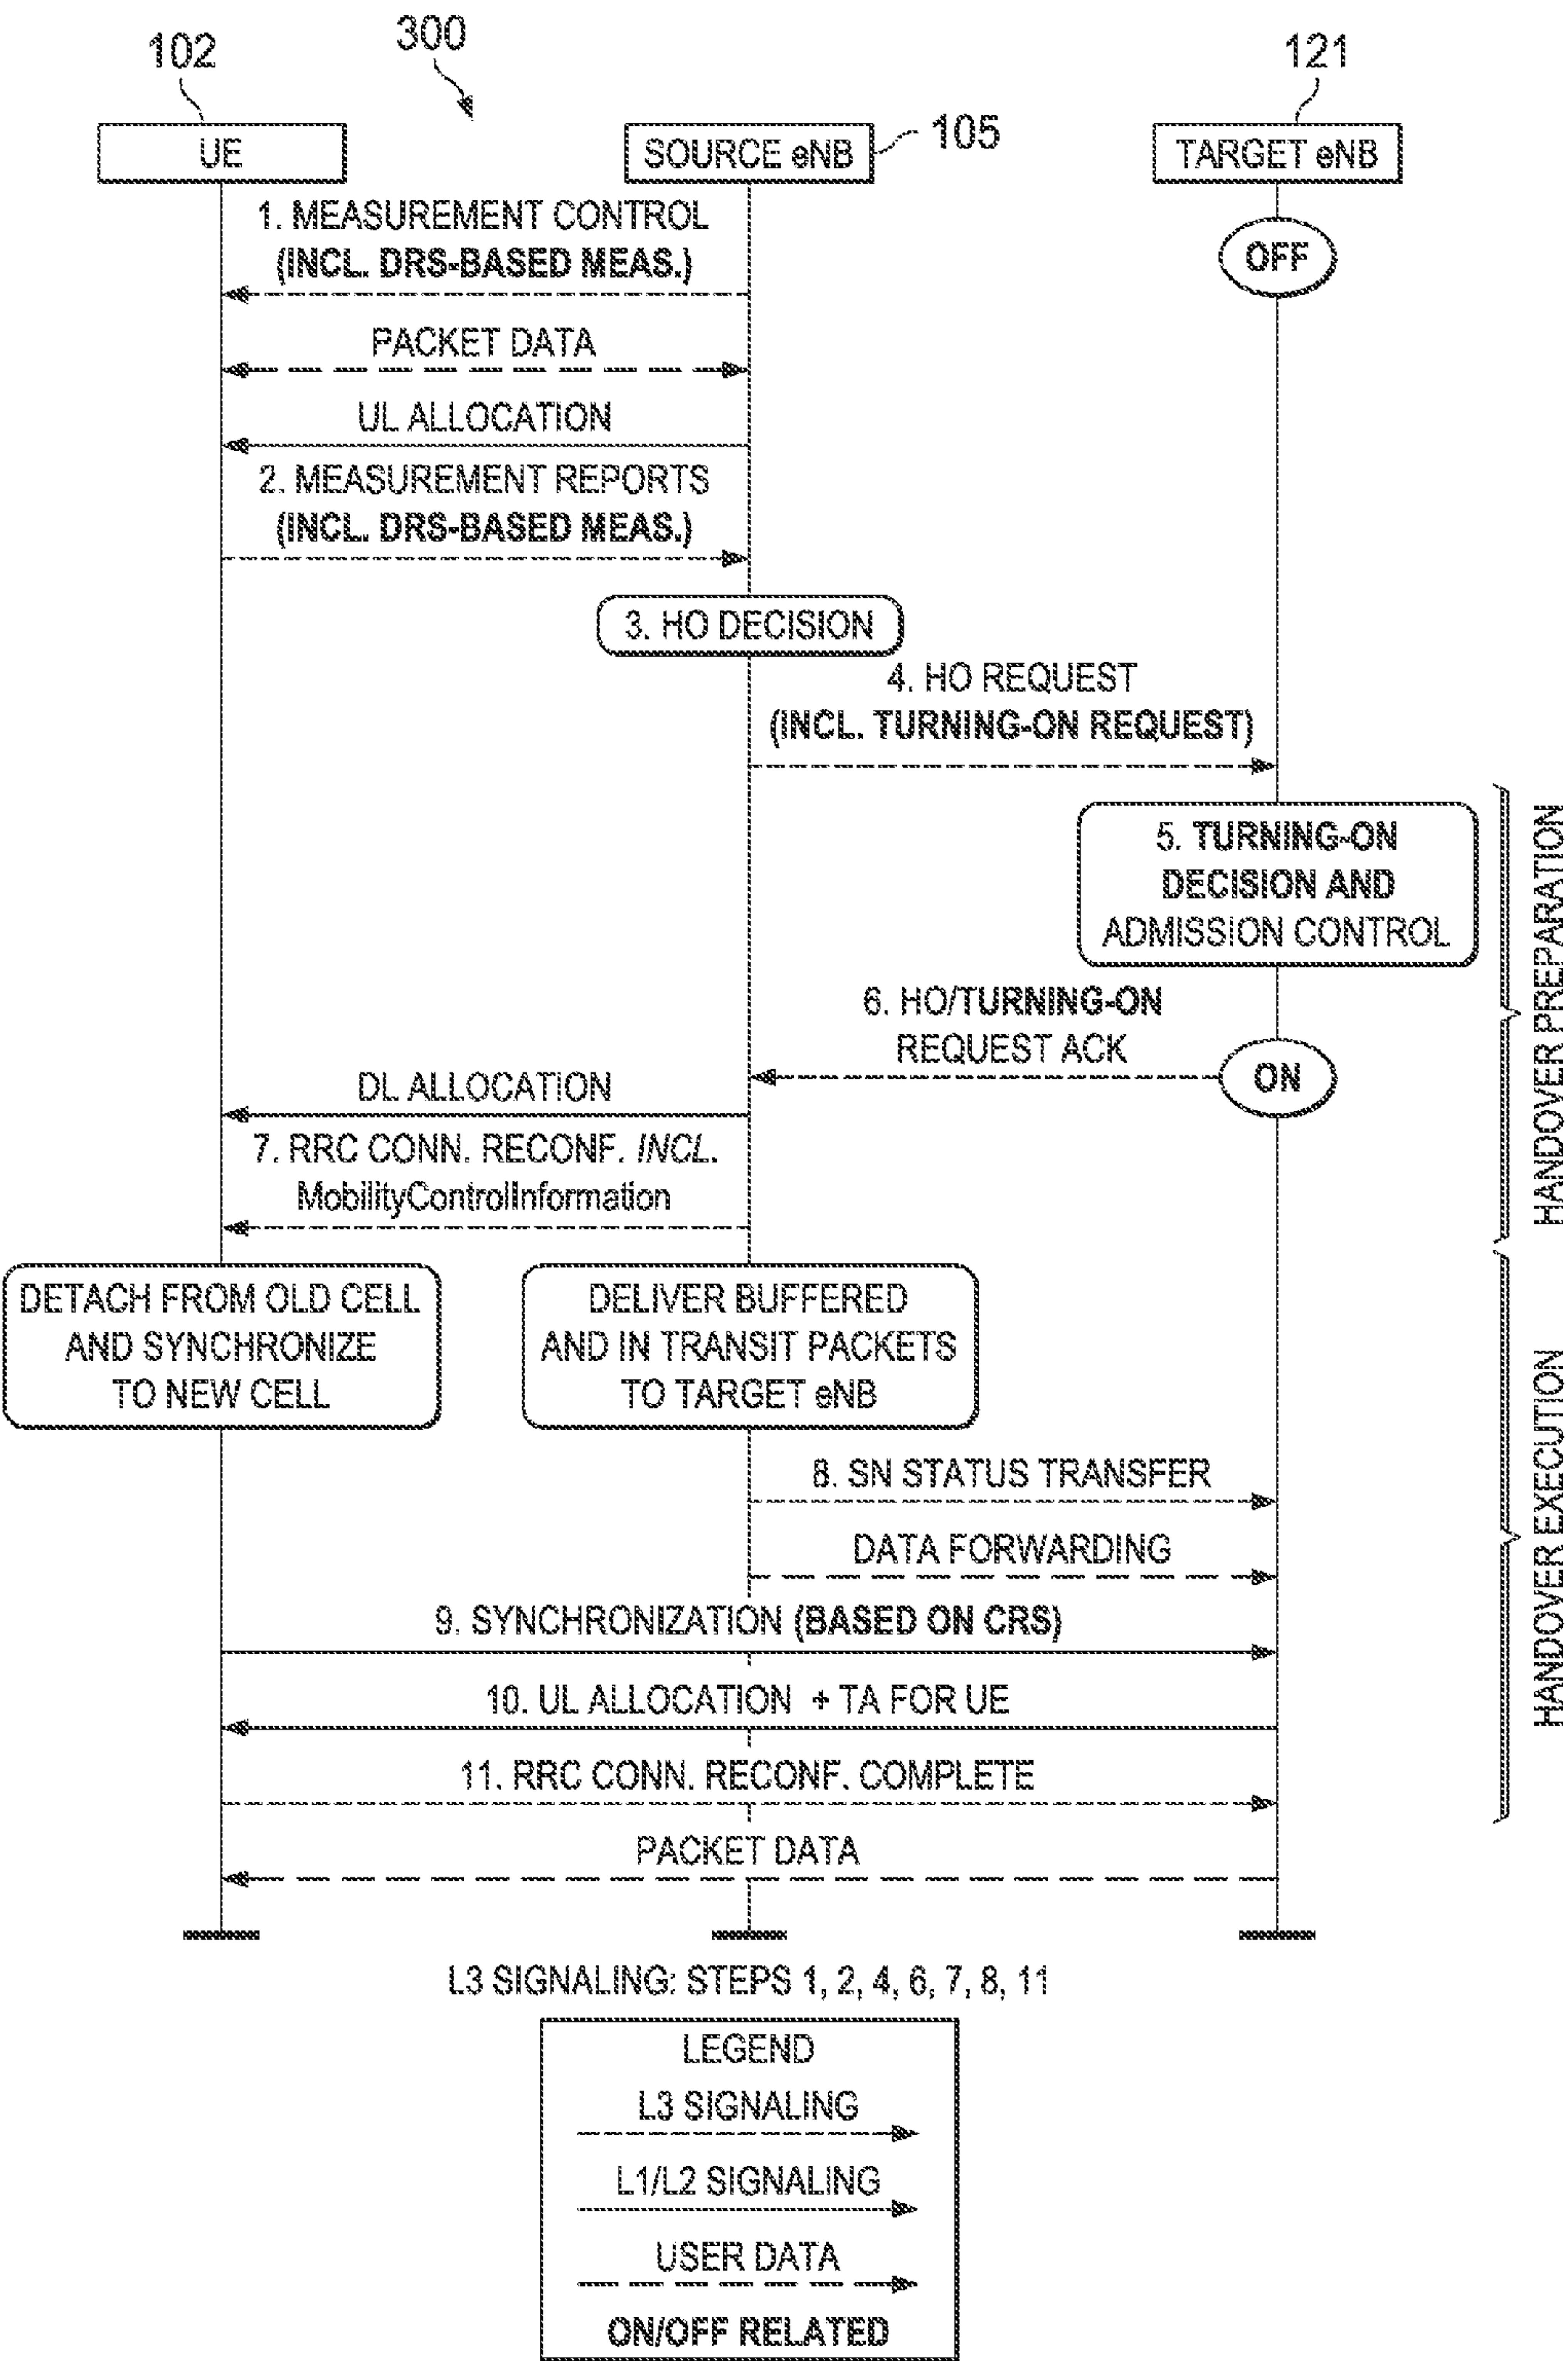 300
102
121
UE
SOURCE eNB
105
TARGET eNB
1. MEASUREMENT CONTROL
(INCL. DRS-BASED MEAS.)
OFF
PACKET DATA
UL ALLOCATION
2. MEASUREMENT REPORTS
(INCL. DRS-BASED MEAS.)
3. HO DECISION
4. HO REQUEST
(INCL. TURNING-ON REQUEST)
5. TURNING-ON
DECISION AND
ADMISSION CONTROL
HANDOVER PREPARATION
6. HO/TURNING-ON
REQUEST ACK
ON
DL ALLOCATION
7. RRC CONN. RECONF. INCL.
MobilityControlInformation
DETACH FROM OLD CELL
AND SYNCHRONIZE
TO NEW CELL
DELIVER BUFFERED
AND IN TRANSIT PACKETS
TO TARGET eNB
HANDOVER EXECUTION
8. SN STATUS TRANSFER
DATA FORWARDING
9. SYNCHRONIZATION (BASED ON CRS)
10. UL ALLOCATION + TA FOR UE
11. RRC CONN. RECONF. COMPLETE
PACKET DATA
L3 SIGNALING: STEPS 1, 2, 4, 6, 7, 8, 11
LEGEND
L3 SIGNALING
L1/L2 SIGNALING
USER DATA
ON/OFF RELATED